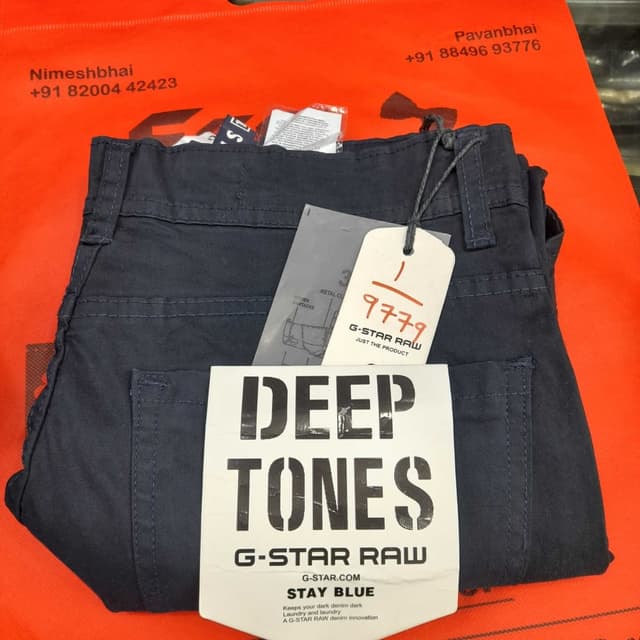 Nimeshbhai
+91 82004 42423
Pavanbhai
+91 88496 93776
1
9779
G-STAR RAW
JUST THE PRODUCT
DEEP
TONES
G-STAR RAW
G-STAR.COM
STAY BLUE
Keeps your dark denim dark
Laundry and laundry
A G-STAR RAW denim innovation